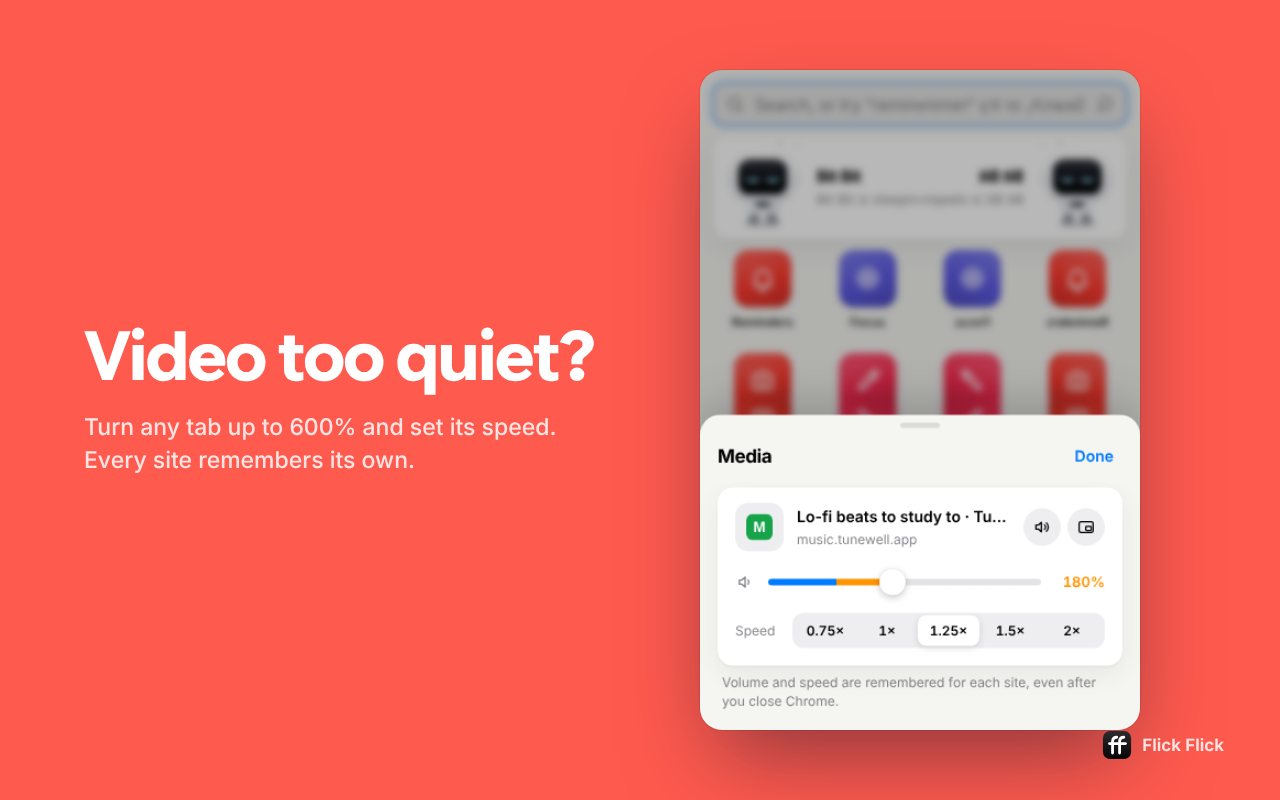 Video too quiet?
Turn any tab up to 600% and set its speed.
Every site remembers its own.
Media
Done
M
Lo-fi beats to study to · Tu...
music.tunewell.app
180%
Speed
0.75×
1×
1.25×
1.5×
2×
Volume and speed are remembered for each site, even after
you close Chrome.
ff
Flick Flick